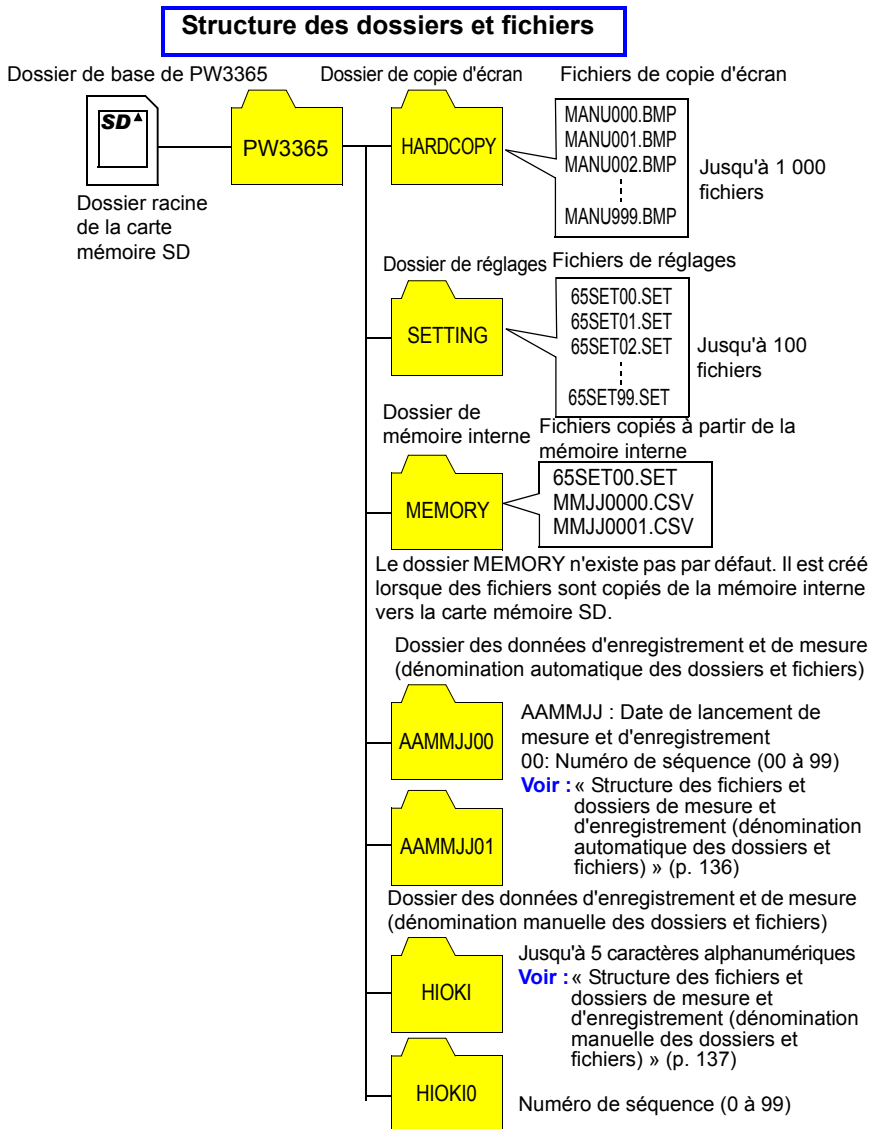 Structure des dossiers et fichiers
Dossier de base de PW3365
Dossier de copie d'écran
Fichiers de copie d'écran
SD
PW3365
HARDCOPY
MANU000.BMP
MANU001.BMP
MANU002.BMP
MANU999.BMP
Jusqu'à 1 000
fichiers
Dossier racine
de la carte
mémoire SD
Dossier de réglages
Fichiers de réglages
SETTING
65SET00.SET
65SET01.SET
65SET02.SET
65SET99.SET
Jusqu'à 100
fichiers
Dossier de
mémoire interne
Fichiers copiés à partir de la
mémoire interne
MEMORY
65SET00.SET
MMJJ0000.CSV
MMJJ0001.CSV
Le dossier MEMORY n'existe pas par défaut. Il est créé
lorsque des fichiers sont copiés de la mémoire interne
vers la carte mémoire SD.
Dossier des données d'enregistrement et de mesure
(dénomination automatique des dossiers et fichiers)
AAMMJJ00
AAMMJJ : Date de lancement de
mesure et d'enregistrement
00: Numéro de séquence (00 à 99)
Voir : « Structure des fichiers et
dossiers de mesure et
d'enregistrement (dénomination
automatique des dossiers et
fichiers) » (p. 136)
AAMMJJ01
Dossier des données d'enregistrement et de mesure
(dénomination manuelle des dossiers et fichiers)
HIOKI
Jusqu'à 5 caractères alphanumériques
Voir : « Structure des fichiers et
dossiers de mesure et
d'enregistrement (dénomination
manuelle des dossiers et
fichiers) » (p. 137)
HIOKI0
Numéro de séquence (0 à 99)